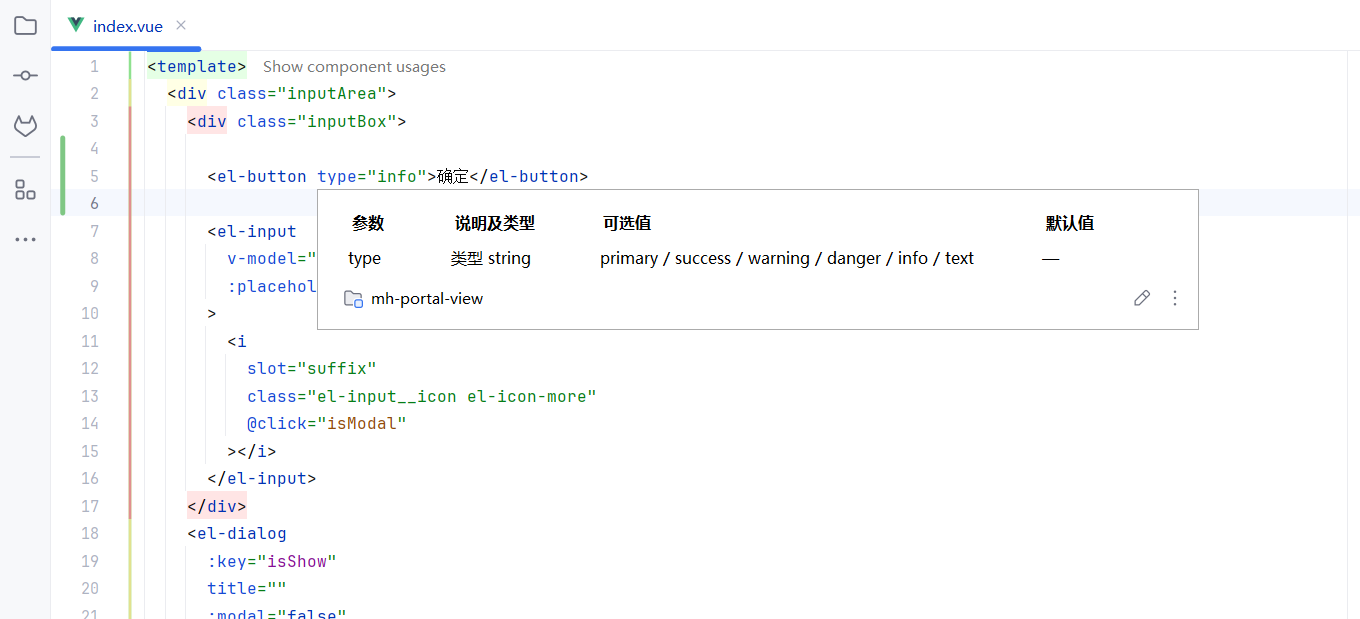 index.vue
1 <template> Show component usages
2 <div class="inputArea">
3 <div class="inputBox">
4
5 <el-button type="info">确定</el-button>
6
参数 说明及类型 可选值 默认值
type 类型 string primary / success / warning / danger / info / text —
mh-portal-view
7 <el-input
8 v-model="
9 :placehol
10 >
11 <i
12 slot="suffix"
13 class="el-input__icon el-icon-more"
14 @click="isModal"
15 ></i>
16 </el-input>
17 </div>
18 <el-dialog
19 :key="isShow"
20 title=""
21 :modal="false"